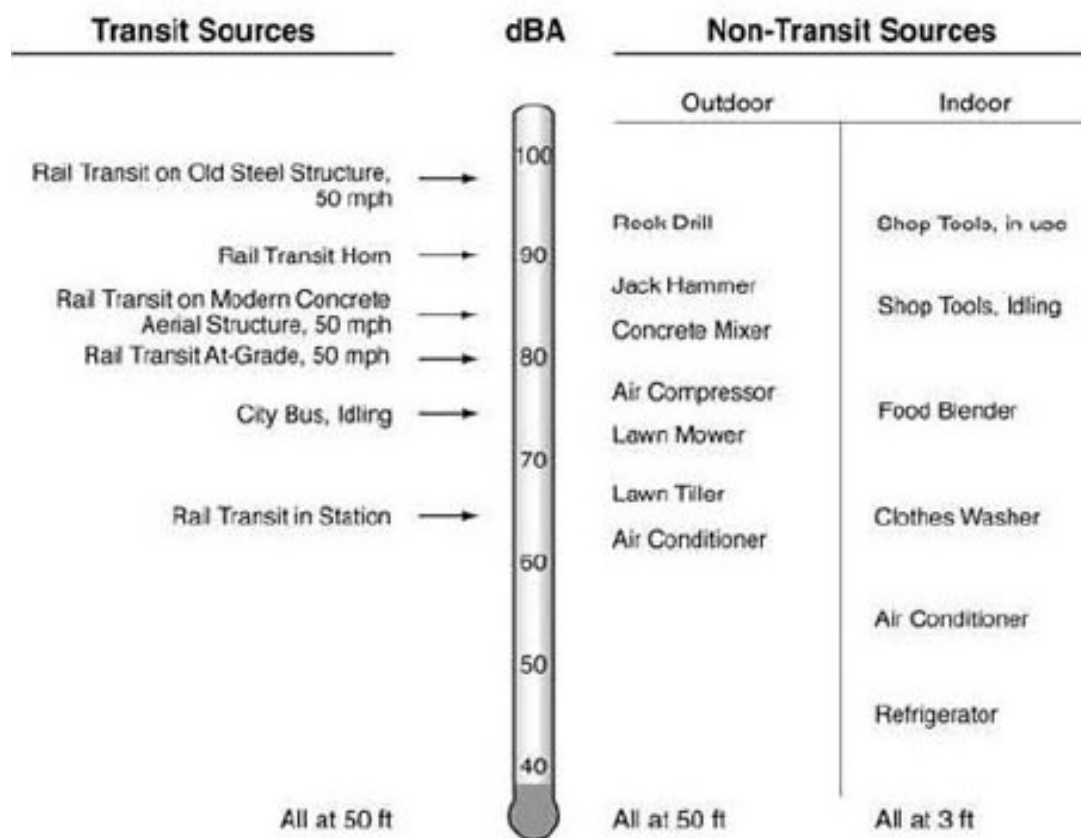 Transit Sources
dBA
Non-Transit Sources
Outdoor
Indoor
100
Rail Transit on Old Steel Structure,
50 mph
Rock Drill
Shop Tools, in use
Rail Transit Horn
90
Jack Hammer
Rail Transit on Modern Concrete
Aerial Structure, 50 mph
Shop Tools, Idling
Concrete Mixer
Rail Transit At-Grade, 50 mph
80
Air Compressor
City Bus, Idling
Food Blender
Lawn Mower
70
Lawn Tiller
Rail Transit in Station
Clothes Washer
Air Conditioner
60
Air Conditioner
50
Refrigerator
40
All at 50 ft
All at 50 ft
All at 3 ft